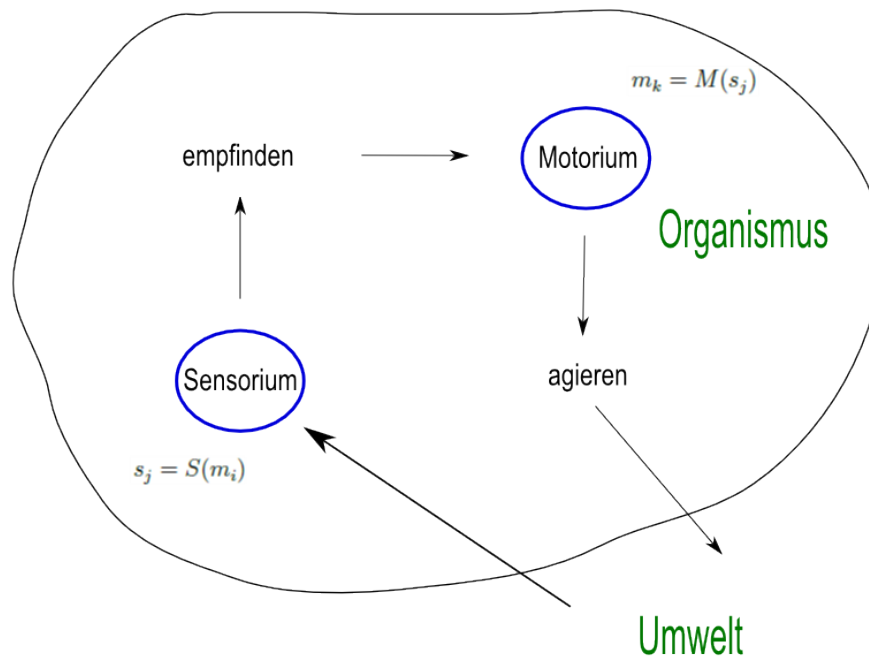 $m_k = M(s_j)$
empfinden
Motorium
Organismus
Sensorium
agieren
$s_j = S(m_i)$
Umwelt